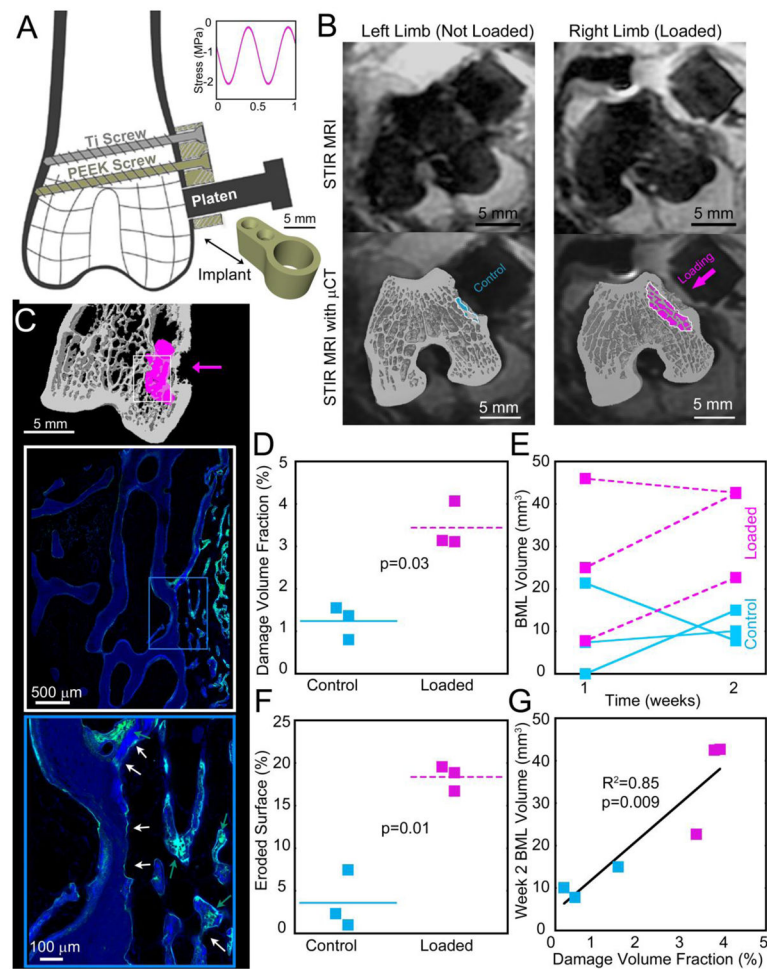 A
Stress (MPa)
0
-1
-2
0
0.5
1
Ti Screw
PEEK Screw
Platen
5 mm
Implant
B
Left Limb (Not Loaded)
Right Limb (Loaded)
STIR MRI
5 mm
5 mm
STIR MRI with µCT
Control
Loading
5 mm
5 mm
C
5 mm
500 µm
100 µm
D
Damage Volume Fraction (%)
5
4
3
2
1
0
p=0.03
Control
Loaded
E
BML Volume (mm³)
50
40
30
20
10
0
Loaded
Control
1
2
Time (weeks)
F
Eroded Surface (%)
25
20
15
10
5
0
p=0.01
Control
Loaded
G
Week 2 BML Volume (mm³)
50
40
30
20
10
0
R²=0.85
p=0.009
0
1
2
3
4
5
Damage Volume Fraction (%)